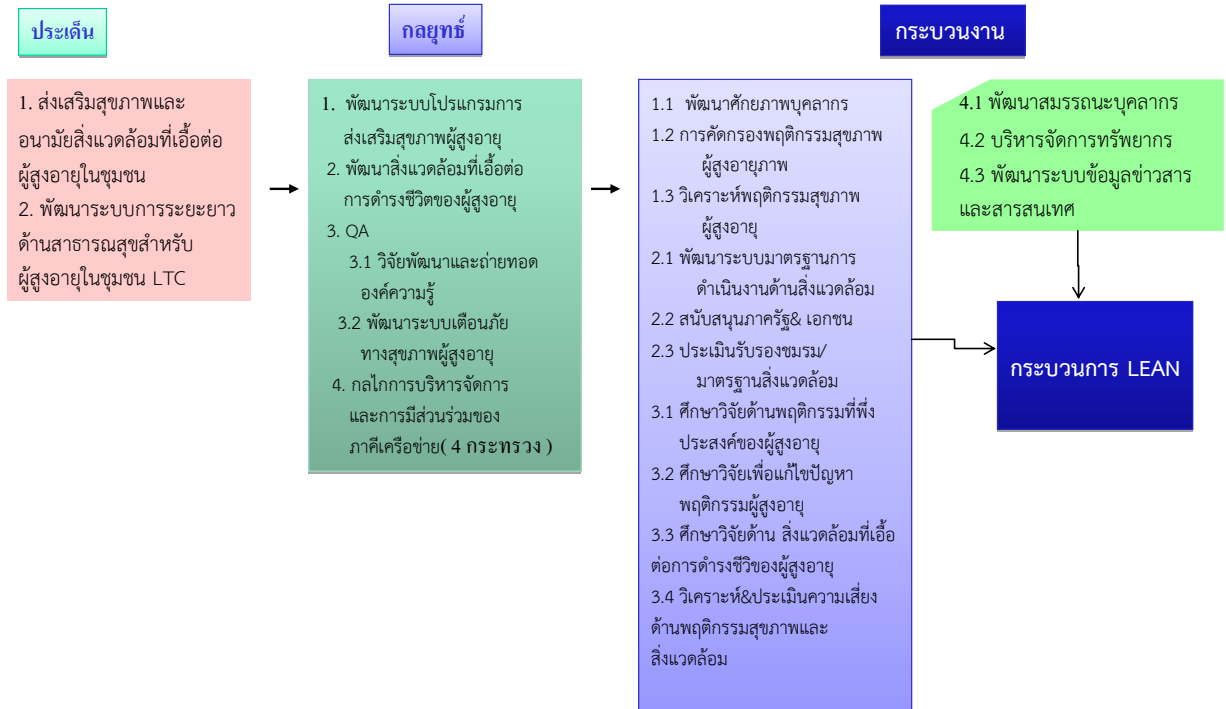 ประเด็น
กลยุทธ์
กระบวนงาน
1. ส่งเสริมสุขภาพและ
อนามัยสิ่งแวดล้อมที่เอื้อต่อ
ผู้สูงอายุในชุมชน
2. พัฒนาระบบการระยะยาว
ด้านสาธารณสุขสำหรับ
ผู้สูงอายุในชุมชน LTC
1. พัฒนาระบบโปรแกรมการ
ส่งเสริมสุขภาพผู้สูงอายุ
2. พัฒนาสิ่งแวดล้อมที่เอื้อต่อ
การดำรงชีวิตของผู้สูงอายุ
3. QA
3.1 วิจัยพัฒนาและถ่ายทอด
องค์ความรู้
3.2 พัฒนาระบบเตือนภัย
ทางสุขภาพผู้สูงอายุ
4. กลไกการบริหารจัดการ
และการมีส่วนร่วมของ
ภาคีเครือข่าย( 4 กระทรวง )
1.1 พัฒนาศักยภาพบุคลากร
1.2 การคัดกรองพฤติกรรมสุขภาพ
ผู้สูงอายุภาพ
1.3 วิเคราะห์พฤติกรรมสุขภาพ
ผู้สูงอายุ
2.1 พัฒนาระบบมาตรฐานการ
ดำเนินงานด้านสิ่งแวดล้อม
2.2 สนับสนุนภาครัฐ& เอกชน
2.3 ประเมินรับรองชมรม/
มาตรฐานสิ่งแวดล้อม
3.1 ศึกษาวิจัยด้านพฤติกรรมที่พึ่ง
ประสงค์ของผู้สูงอายุ
3.2 ศึกษาวิจัยเพื่อแก้ไขปัญหา
พฤติกรรมผู้สูงอายุ
3.3 ศึกษาวิจัยด้าน สิ่งแวดล้อมที่เอื้อ
ต่อการดำรงชีวิของผู้สูงอายุ
3.4 วิเคราะห์&ประเมินความเสี่ยง
ด้านพฤติกรรมสุขภาพและ
สิ่งแวดล้อม
4.1 พัฒนาสมรรถนะบุคลากร
4.2 บริหารจัดการทรัพยากร
4.3 พัฒนาระบบข้อมูลข่าวสาร
และสารสนเทศ
กระบวนการ LEAN